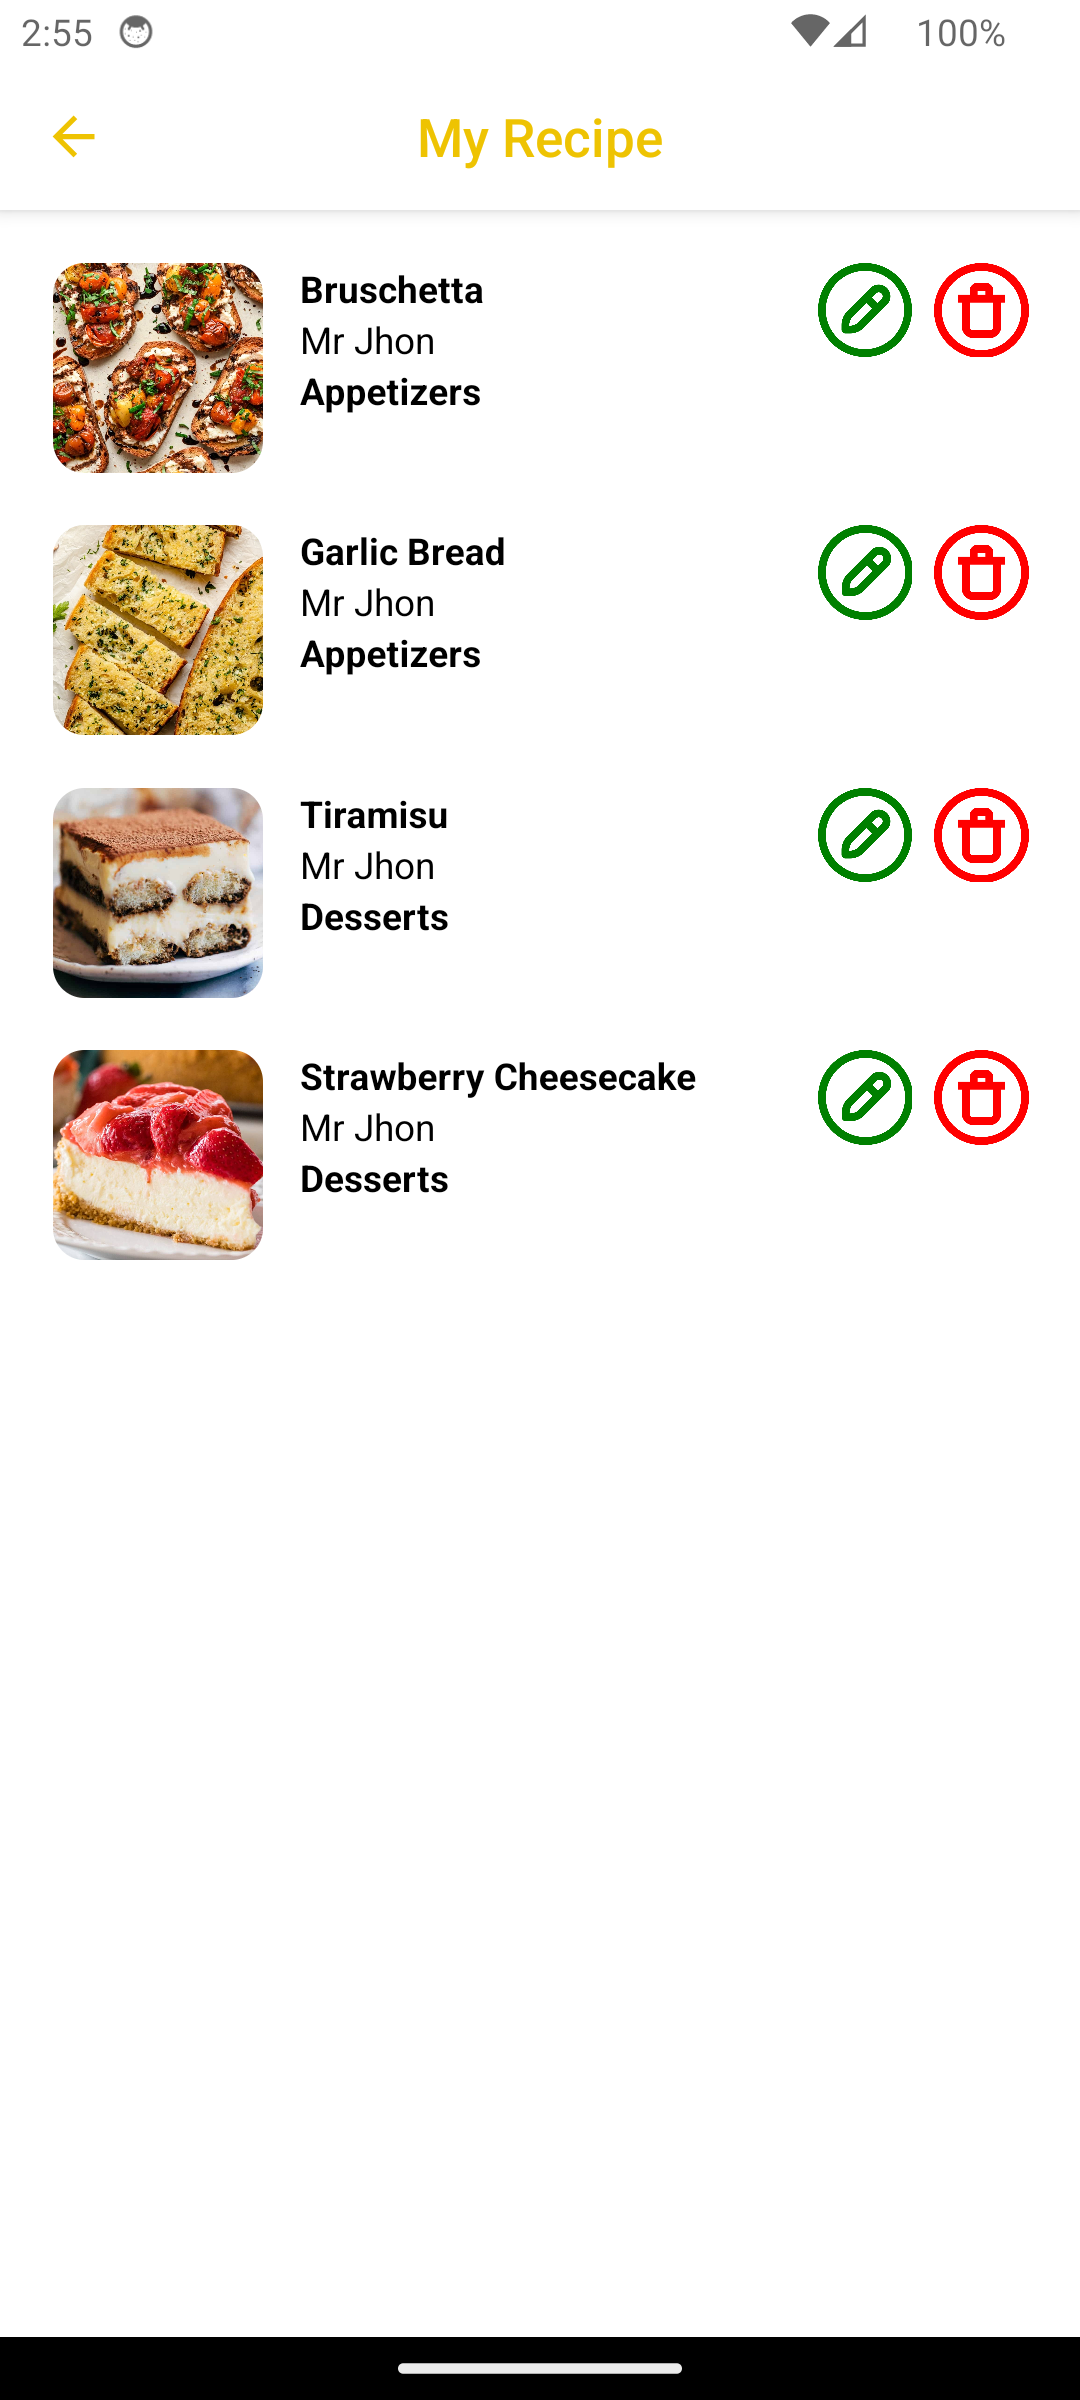 2:55 100%
My Recipe
Bruschetta
Mr Jhon
Appetizers
Garlic Bread
Mr Jhon
Appetizers
Tiramisu
Mr Jhon
Desserts
Strawberry Cheesecake
Mr Jhon
Desserts